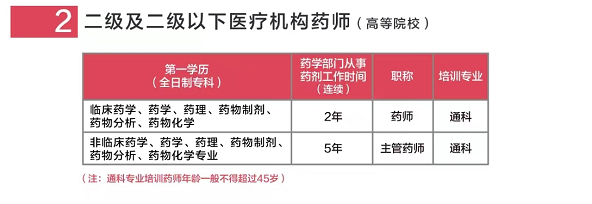 2 二级及二级以下医疗机构药师（高等院校）
第一学历
（全日制专科）
药学部门从事
药剂工作时间
（连续）
职称
培训专业
临床药学、药学、药理、药物制剂、
药物分析、药物化学
2年
药师
通科
非临床药学、药学、药理、药物制剂、
药物分析、药物化学专业
5年
主管药师
通科
（注：通科专业培训药师年龄一般不得超过45岁）